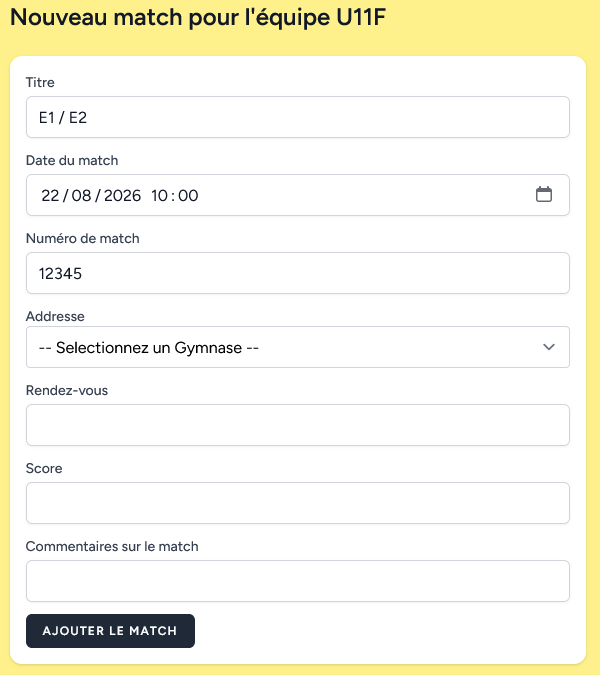 Nouveau match pour l'équipe U11F
Titre
E1 / E2
Date du match
22/08/2026 10:00
Numéro de match
12345
Addresse
-- Selectionnez un Gymnase --
Rendez-vous
Score
Commentaires sur le match
AJOUTER LE MATCH